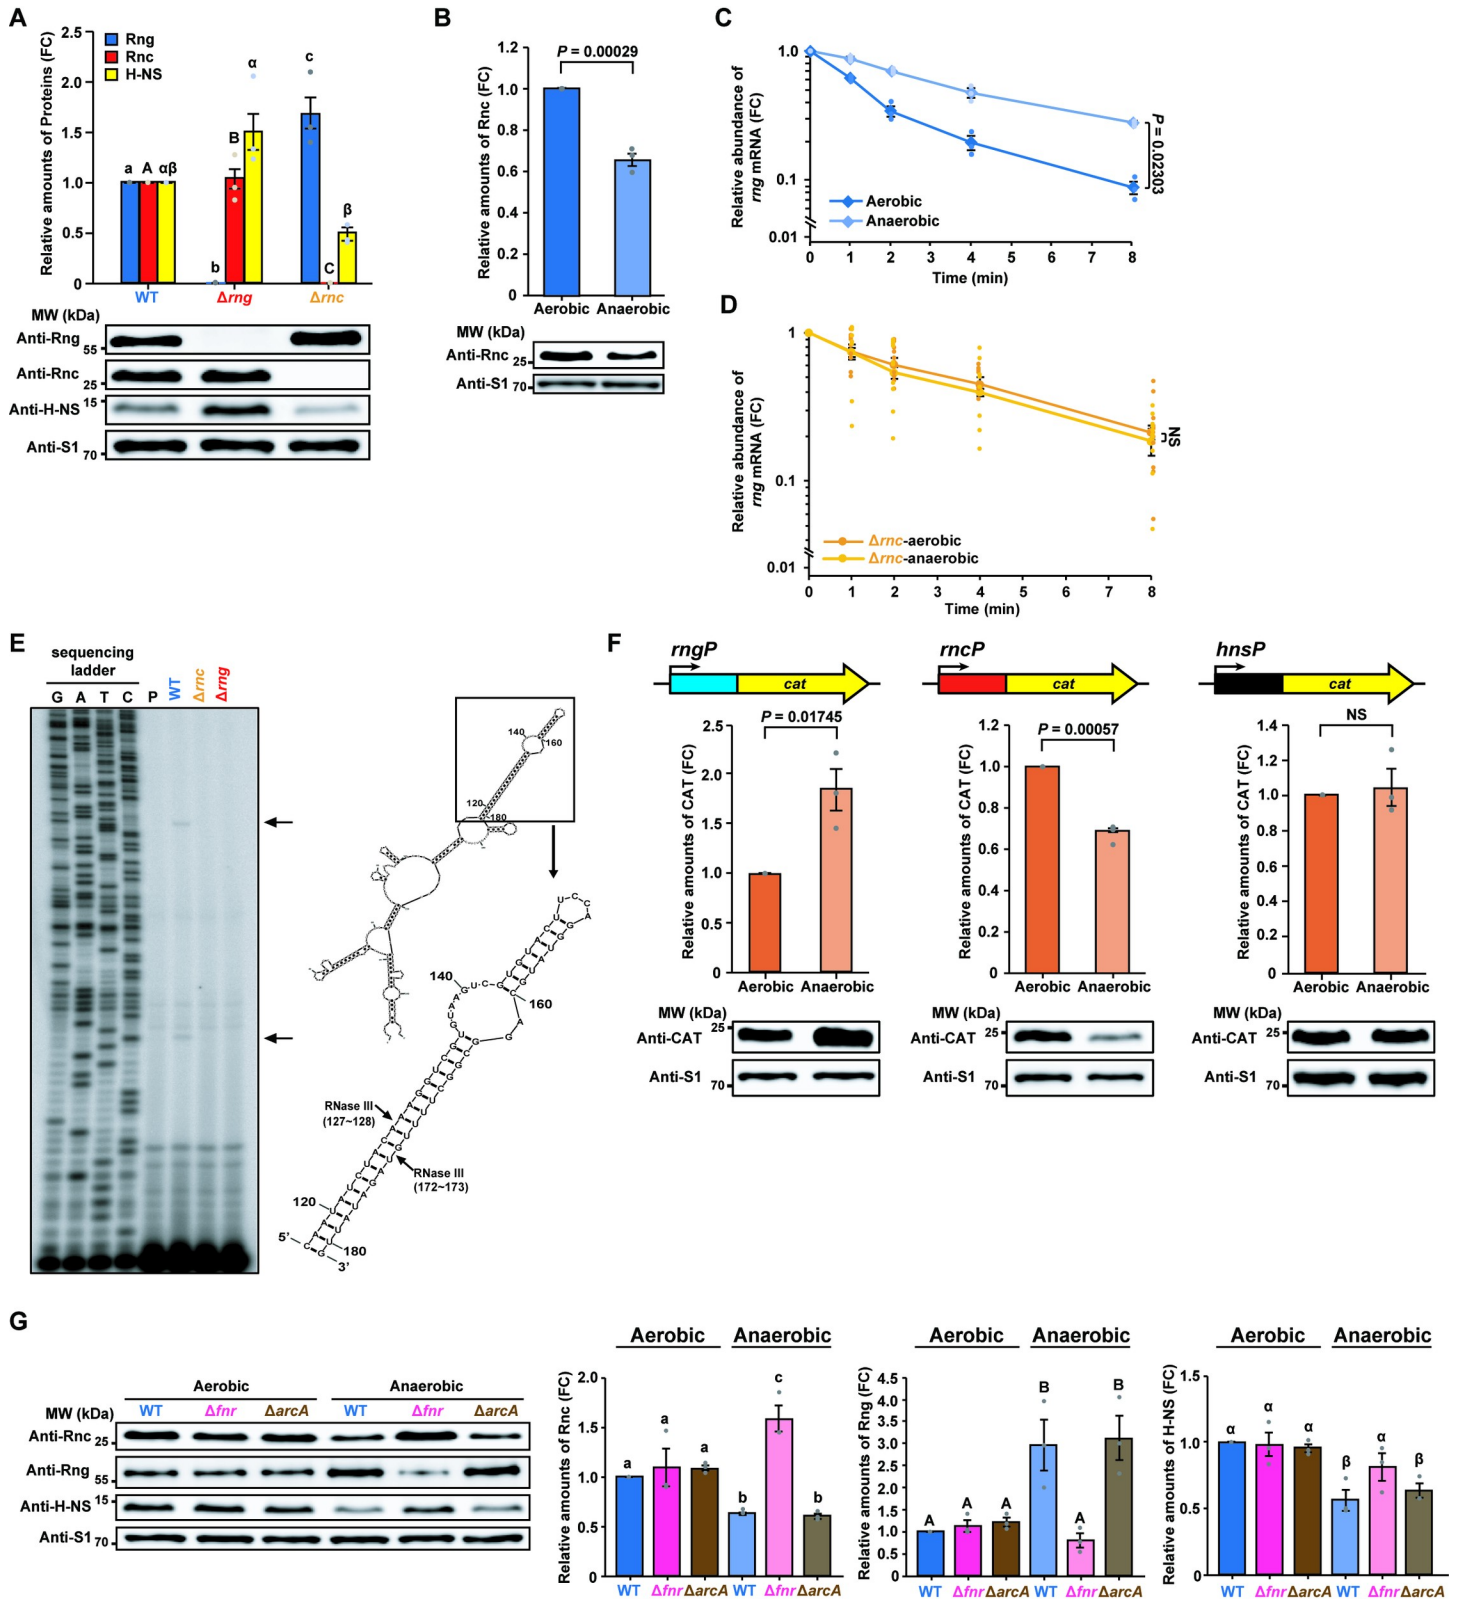 A
Relative amounts of Proteins (FC)
2.5
2.0
1.5
1.0
0.5
0
Rng
Rnc
H-NS
a A αβ
b B α
c C β
WT Δrng Δrnc
MW (kDa)
Anti-Rng 55
Anti-Rnc 25
Anti-H-NS 15
Anti-S1 70
B
Relative amounts of Rnc (FC)
1.2
1.0
0.8
0.6
0.4
0.2
0
P = 0.00029
Aerobic Anaerobic
MW (kDa)
Anti-Rnc 25
Anti-S1 70
C
Relative abundance of
rng mRNA (FC)
1.0
0.1
0.01
Aerobic
Anaerobic
P = 0.02303
0 1 2 3 4 5 6 7 8
Time (min)
D
Relative abundance of
rng mRNA (FC)
1
0.1
0.01
Δrnc-aerobic
Δrnc-anaerobic
NS
0 1 2 3 4 5 6 7 8
Time (min)
E
sequencing
ladder
G A T C P WT Δrnc Δrng
140
160
120
180
140
160
RNase III
(127~128)
RNase III
(172~173)
120
180
5’
3’
F
rngP
cat
Relative amounts of CAT (FC)
2.5
2.0
1.5
1.0
0.5
0
P = 0.01745
Aerobic Anaerobic
MW (kDa)
Anti-CAT 25
Anti-S1 70
rncP
cat
Relative amounts of CAT (FC)
1.2
1.0
0.8
0.6
0.4
0.2
0
P = 0.00057
Aerobic Anaerobic
MW (kDa)
Anti-CAT 25
Anti-S1 70
hnsP
cat
Relative amounts of CAT (FC)
1.4
1.2
1.0
0.8
0.6
0.4
0.2
0
NS
Aerobic Anaerobic
MW (kDa)
Anti-CAT 25
Anti-S1 70
G
Aerobic Anaerobic
MW (kDa) WT Δfnr ΔarcA WT Δfnr ΔarcA
Anti-Rnc 25
Anti-Rng 55
Anti-H-NS 15
Anti-S1 70
Aerobic Anaerobic
Relative amounts of Rnc (FC)
2.0
1.5
1.0
0.5
0
a a a b c b
WT Δfnr ΔarcA WT Δfnr ΔarcA
Aerobic Anaerobic
Relative amounts of Rng (FC)
4.5
3.5
3.0
2.5
2.0
1.5
1.0
0.5
0
A A A B A B
WT Δfnr ΔarcA WT Δfnr ΔarcA
Aerobic Anaerobic
Relative amounts of H-NS (FC)
1.5
1.0
0.5
0
α α α β α β
WT Δfnr ΔarcA WT Δfnr ΔarcA